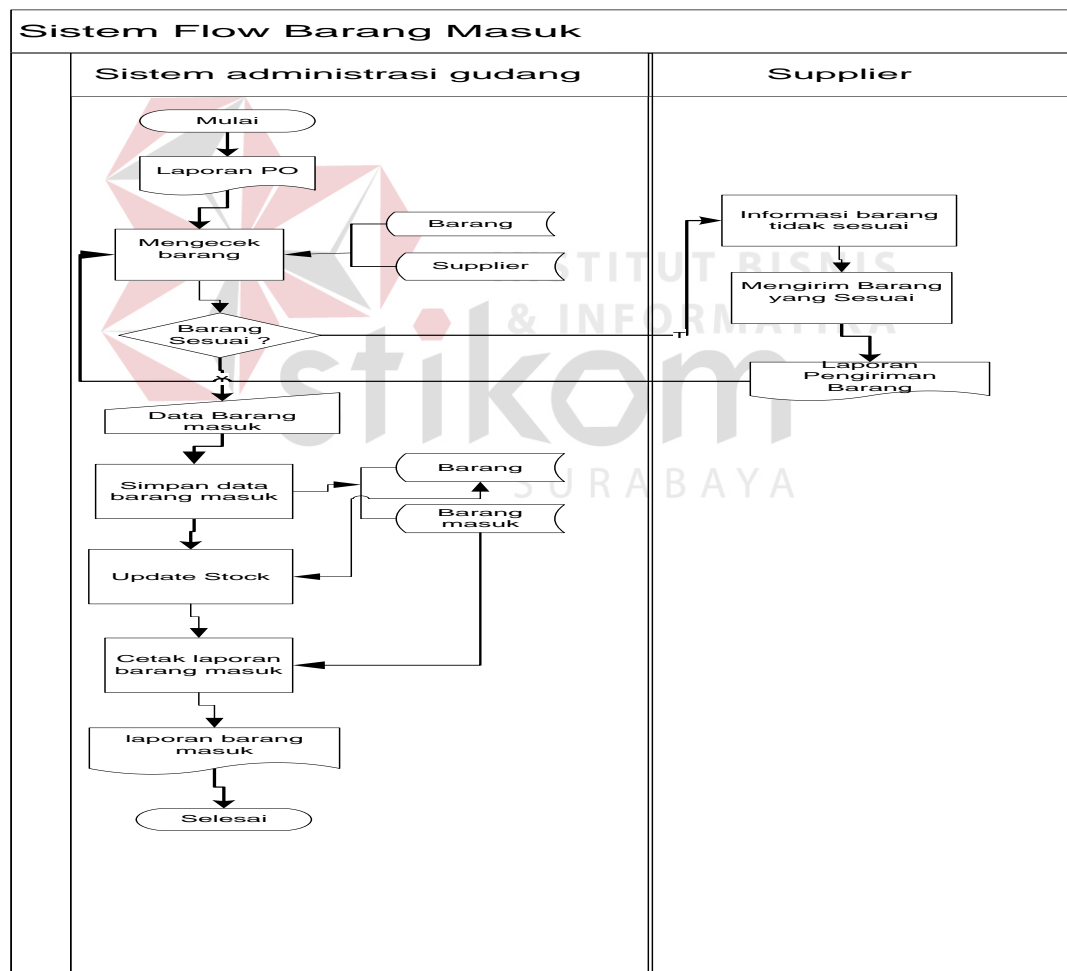 Sistem Flow Barang Masuk
Sistem administrasi gudang
Supplier
Mulai
Laporan PO
Mengecek
barang
Barang
Supplier
Barang
Sesuai ?
T
Y
Informasi barang
tidak sesuai
Mengirim Barang
yang Sesuai
Laporan
Pengiriman
Barang
Data Barang
masuk
Simpan data
barang masuk
Barang
Barang
masuk
Update Stock
Cetak laporan
barang masuk
laporan barang
masuk
Selesai
INSTITUT BISNIS
& INFORMATIKA
stikom
SURABAYA